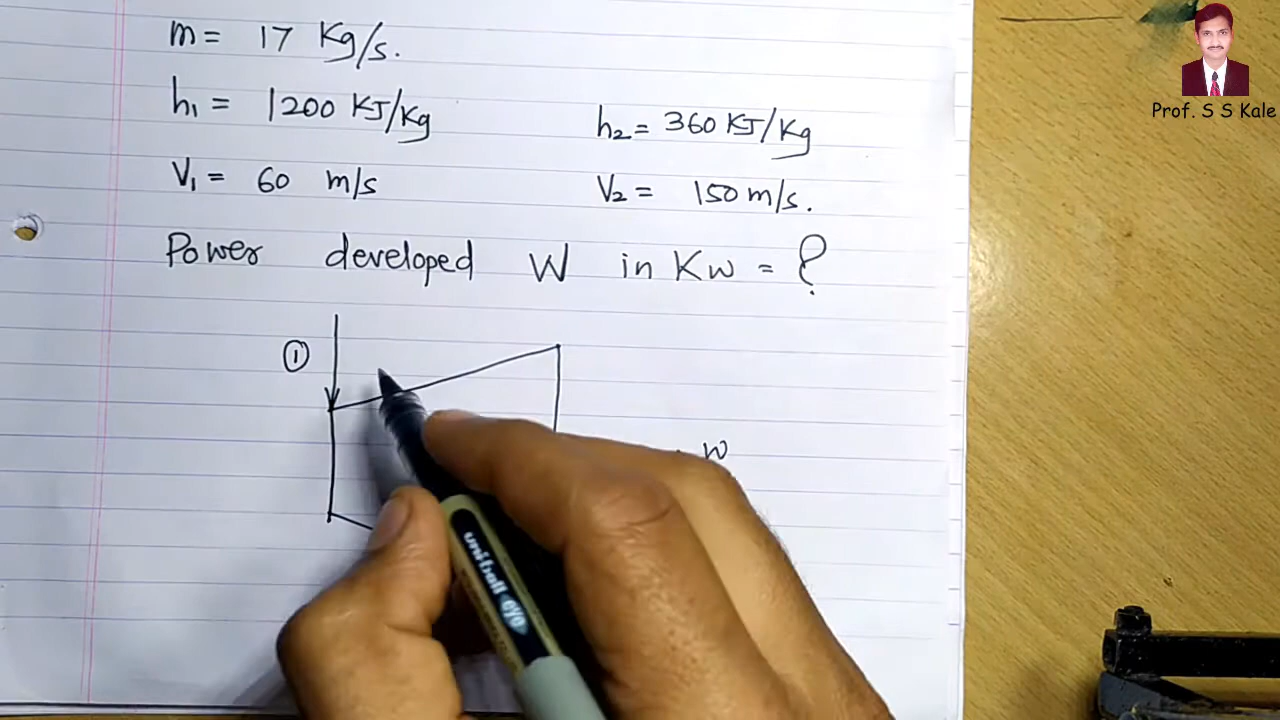 m = 17 Kg/s.
h₁ = 1200 KJ/Kg h₂ = 360 KJ/Kg
V₁ = 60 m/s V₂ = 150 m/s.
Power developed W in Kw = ?
①
W
uniball eye
Prof. S S Kale